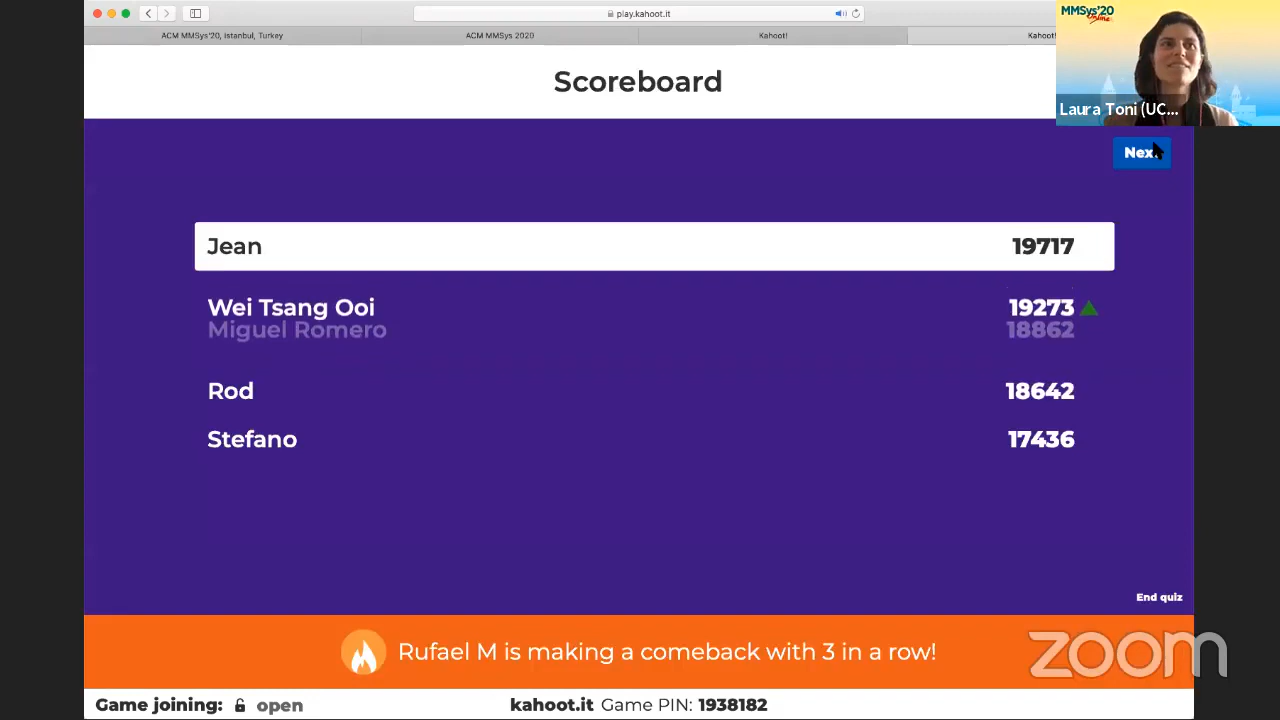 play.kahoot.it
ACM MMSys'20, Istanbul, Turkey
ACM MMSys 2020
Kahoot!
Kahoot!
MMSys'20
Online
Laura Toni (UC...
Scoreboard
Nex
Jean 19717
Wei Tsang Ooi 19273
Miguel Romero 18862
Rod 18642
Stefano 17436
End quiz
Rufael M is making a comeback with 3 in a row!
zoom
Game joining: open
kahoot.it Game PIN: 1938182